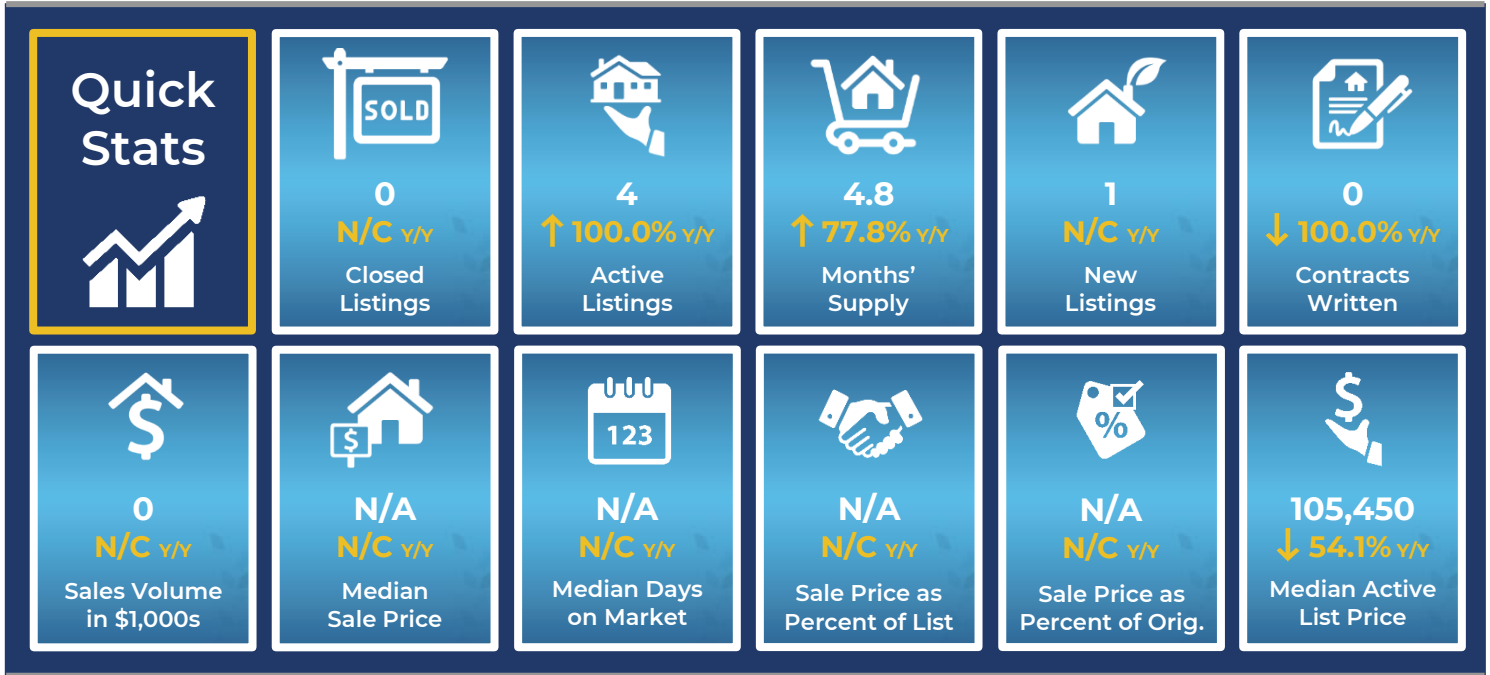 Quick
Stats
SOLD
0
N/C Y/Y
Closed
Listings
4
↑ 100.0% Y/Y
Active
Listings
4.8
↑ 77.8% Y/Y
Months’
Supply
1
N/C Y/Y
New
Listings
0
↓ 100.0% Y/Y
Contracts
Written
$
0
N/C Y/Y
Sales Volume
in $1,000s
$
N/A
N/C Y/Y
Median
Sale Price
123
N/A
N/C Y/Y
Median Days
on Market
N/A
N/C Y/Y
Sale Price as
Percent of List
%
N/A
N/C Y/Y
Sale Price as
Percent of Orig.
$
105,450
↓ 54.1% Y/Y
Median Active
List Price